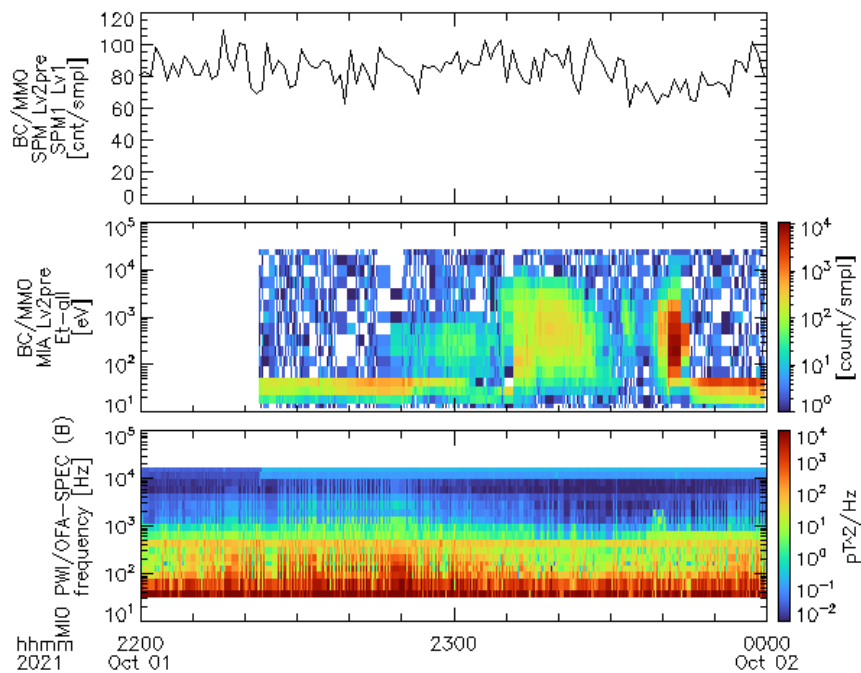 120
100
80
60
40
20
0
BC/MMO
SPM Lv2pre
SPM1 Lv1
[cnt/smpl]
10^5
10^4
10^3
10^2
10^1
BC/MMO
MIA Lv2pre
Et-all
[eV]
10^4
10^3
10^2
10^1
10^0
[count/smpl]
10^5
10^4
10^3
10^2
10^1
MIO PWI/OFA-SPEC (B)
frequency [Hz]
10^4
10^3
10^2
10^1
10^0
10^-1
10^-2
pT^2/Hz
hhmm 2200 2300 0000
2021 Oct 01 Oct 02